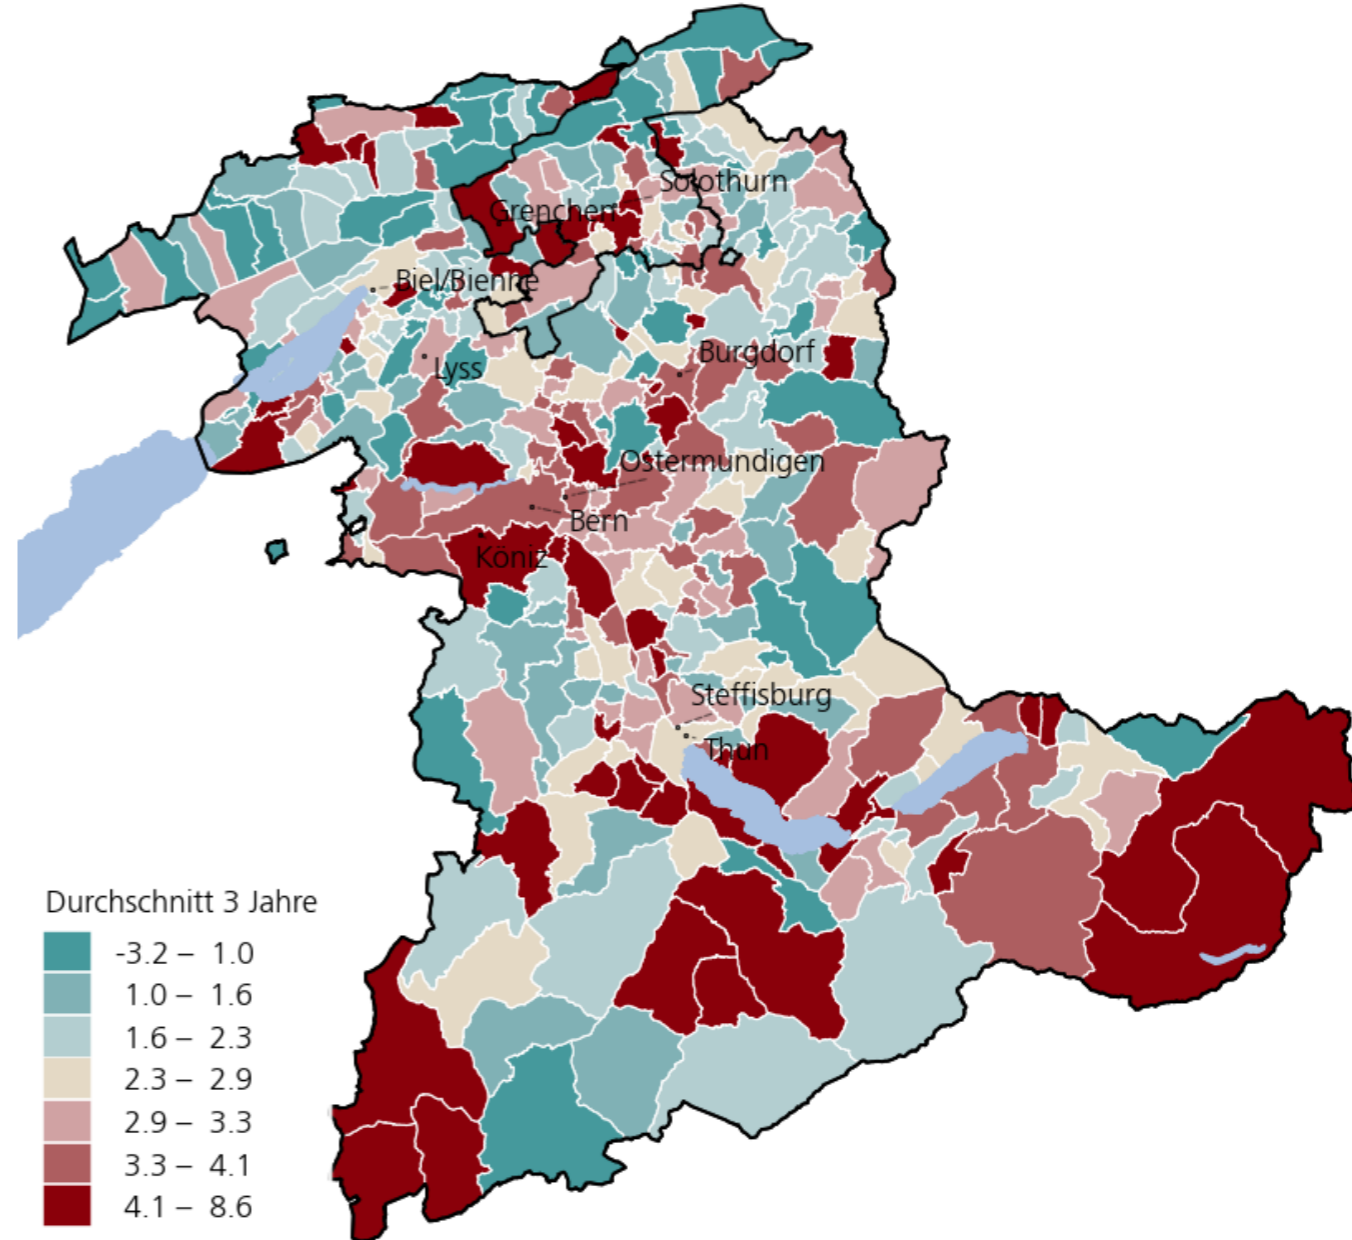 Solothurn
Grenchen
Biel/Bienne
Burgdorf
Lyss
Ostermundigen
Bern
Köniz
Steffisburg
Thun
Durchschnitt 3 Jahre
-3.2 – 1.0
1.0 – 1.6
1.6 – 2.3
2.3 – 2.9
2.9 – 3.3
3.3 – 4.1
4.1 – 8.6